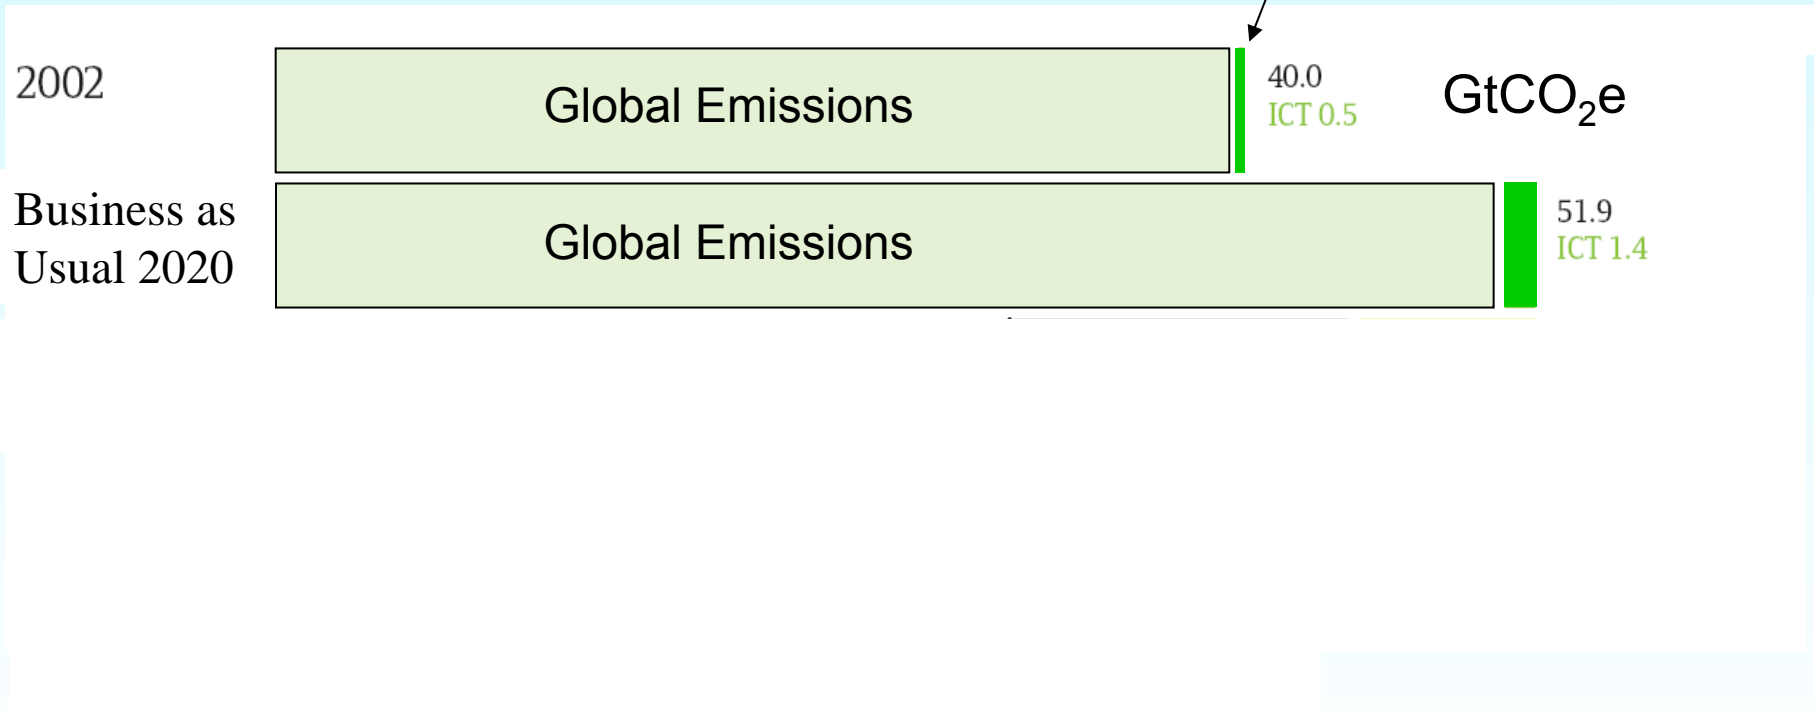 2002
Global Emissions
40.0
ICT 0.5
GtCO₂e
Business as
Usual 2020
Global Emissions
51.9
ICT 1.4